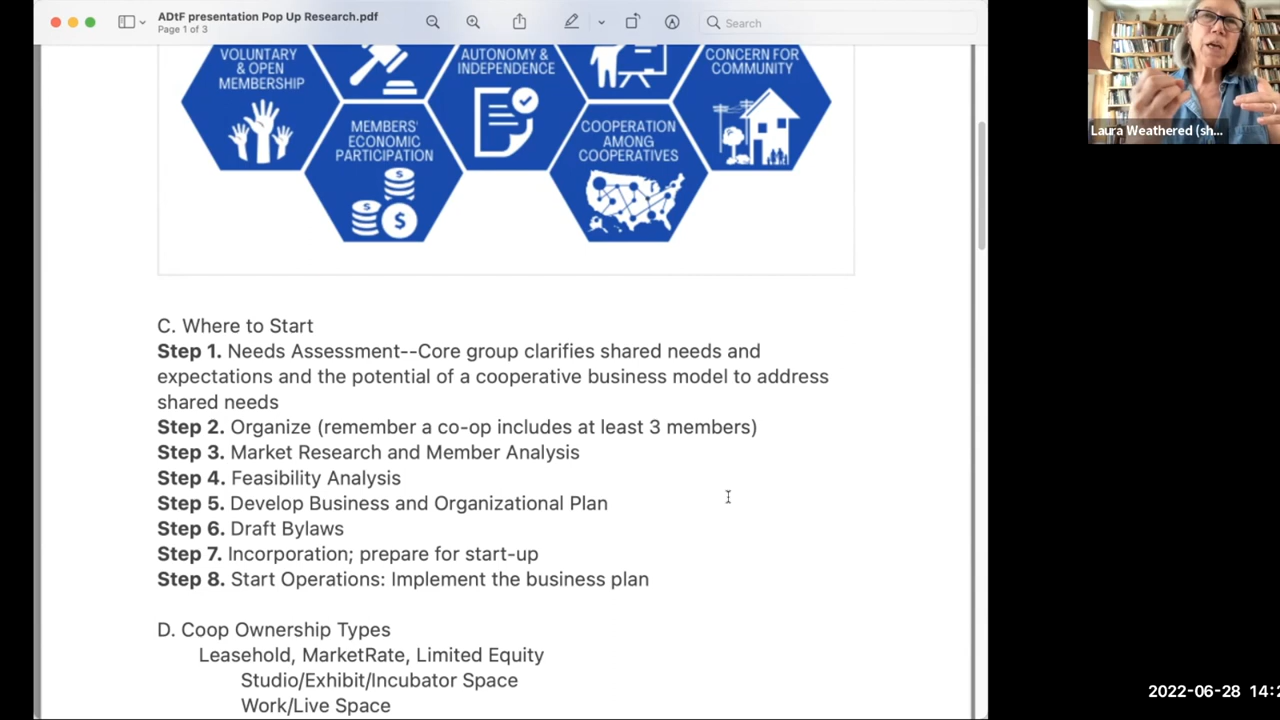 ADtF presentation Pop Up Research.pdf
Page 1 of 3
Search
VOLUNTARY
& OPEN
MEMBERSHIP
AUTONOMY &
INDEPENDENCE
CONCERN FOR
COMMUNITY
MEMBERS'
ECONOMIC
PARTICIPATION
COOPERATION
AMONG
COOPERATIVES
$
$
$
C. Where to Start
Step 1. Needs Assessment--Core group clarifies shared needs and
expectations and the potential of a cooperative business model to address
shared needs
Step 2. Organize (remember a co-op includes at least 3 members)
Step 3. Market Research and Member Analysis
Step 4. Feasibility Analysis
Step 5. Develop Business and Organizational Plan
Step 6. Draft Bylaws
Step 7. Incorporation; prepare for start-up
Step 8. Start Operations: Implement the business plan
D. Coop Ownership Types
Leasehold, MarketRate, Limited Equity
Studio/Exhibit/Incubator Space
Work/Live Space
Laura Weathered (sh...
2022-06-28 14:2